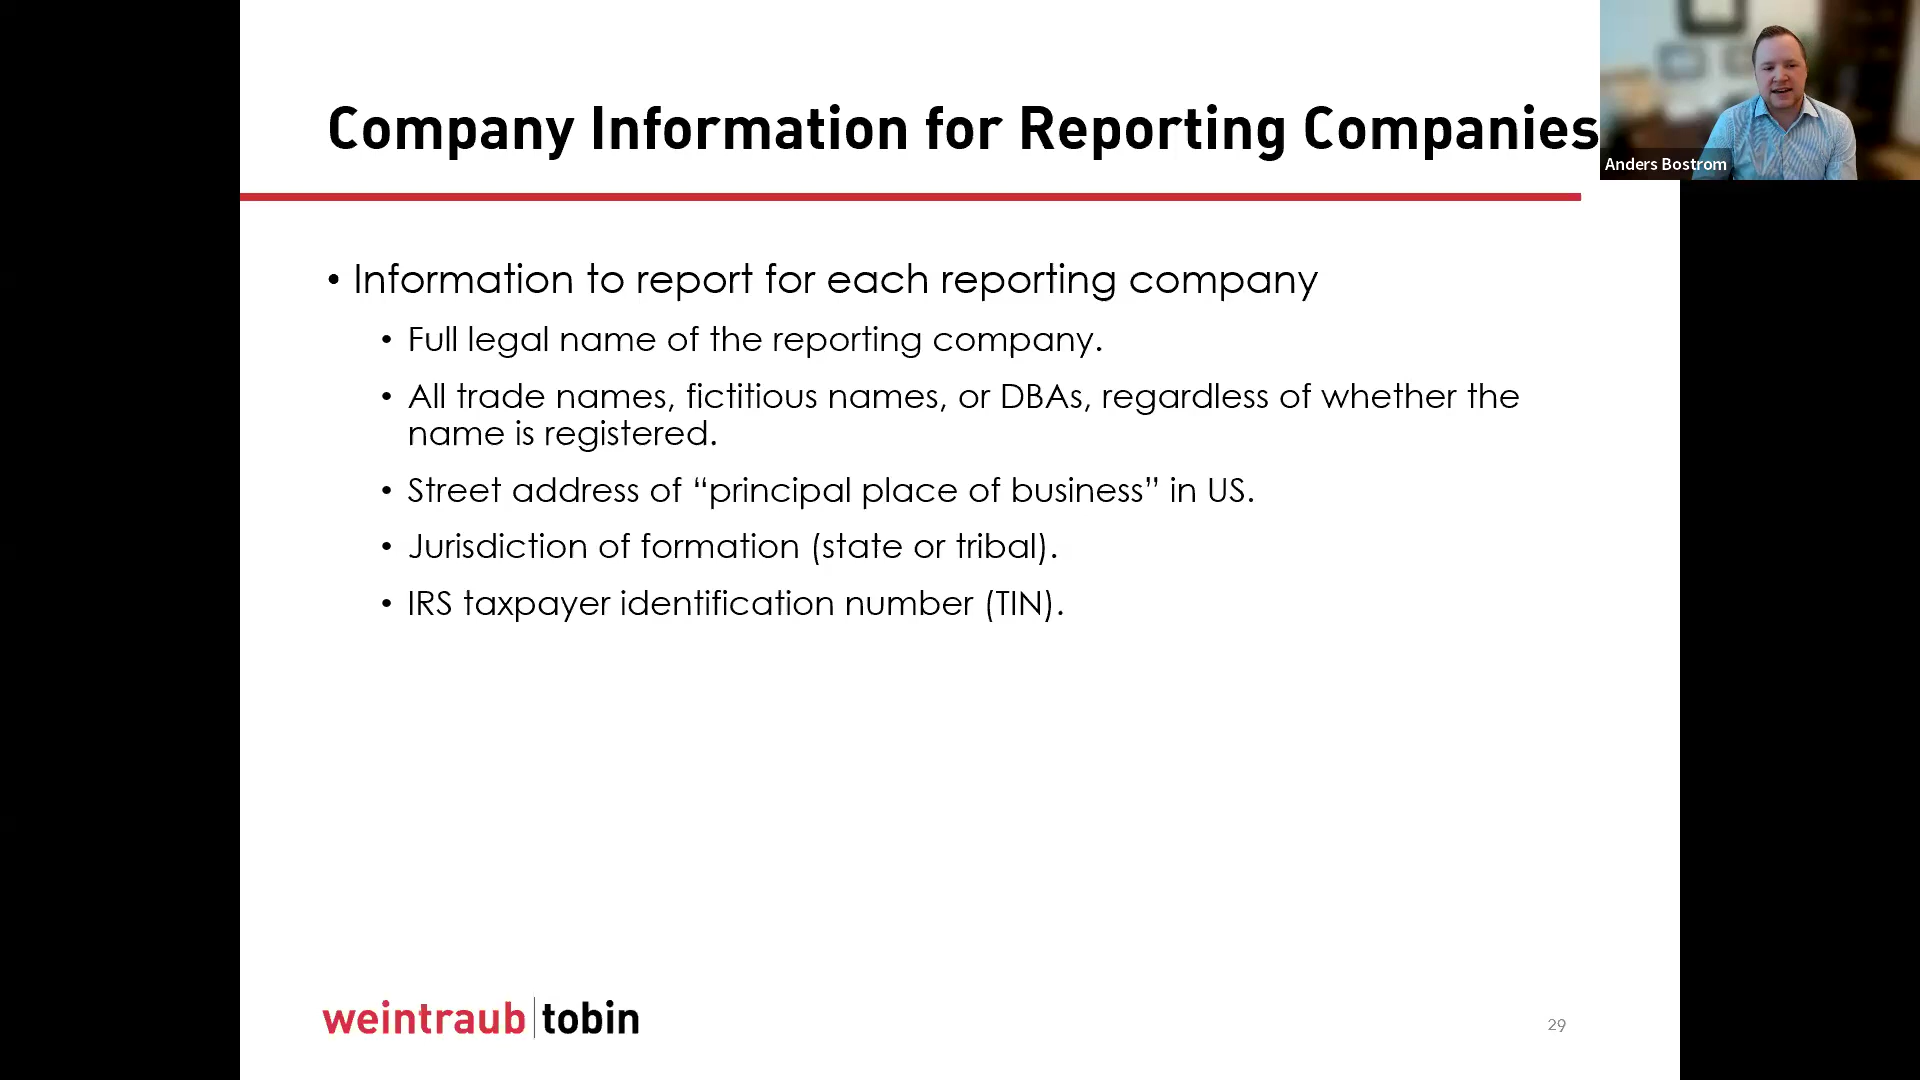 Company Information for Reporting Companies
Anders Bostrom
• Information to report for each reporting company
• Full legal name of the reporting company.
• All trade names, fictitious names, or DBAs, regardless of whether the
name is registered.
• Street address of “principal place of business” in US.
• Jurisdiction of formation (state or tribal).
• IRS taxpayer identification number (TIN).
weintraub|tobin
29